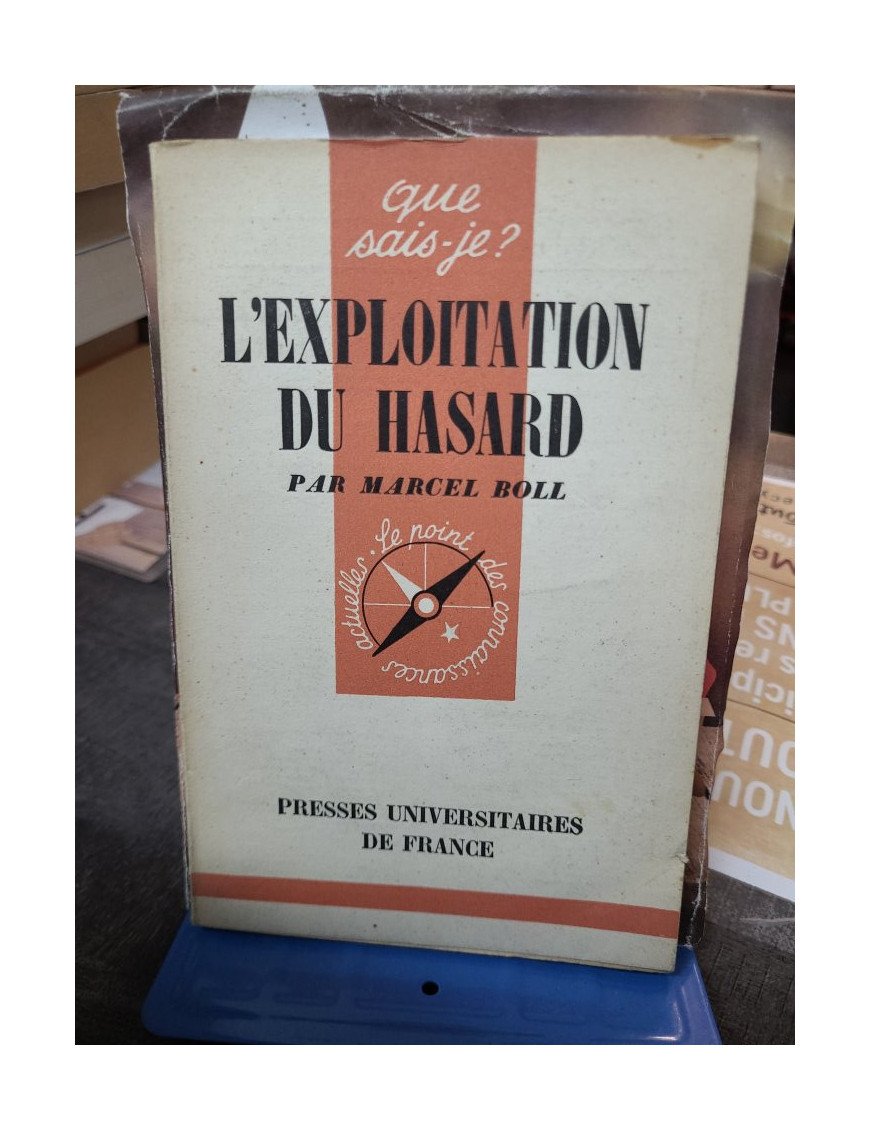 que
sais-je?
L'EXPLOITATION
DU HASARD
PAR MARCEL BOLL
Le point des connaissances actuelles.
PRESSES UNIVERSITAIRES
DE FRANCE